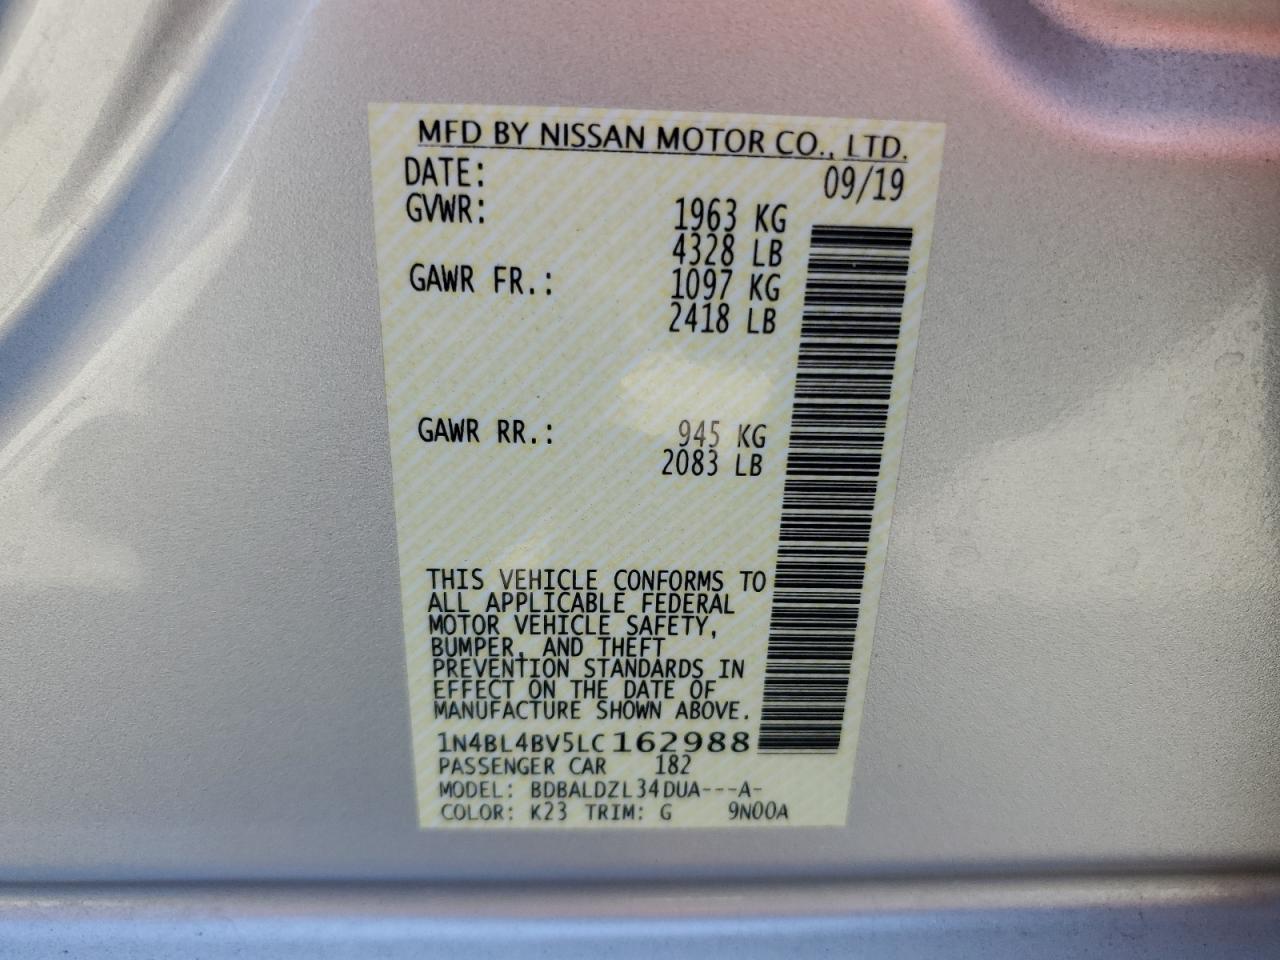 MFD BY NISSAN MOTOR CO., LTD.
DATE: 09/19
GVWR: 1963 KG
4328 LB
GAWR FR.: 1097 KG
2418 LB
GAWR RR.: 945 KG
2083 LB
THIS VEHICLE CONFORMS TO
ALL APPLICABLE FEDERAL
MOTOR VEHICLE SAFETY,
BUMPER, AND THEFT
PREVENTION STANDARDS IN
EFFECT ON THE DATE OF
MANUFACTURE SHOWN ABOVE.
1N4BL4BV5LC162988
PASSENGER CAR 182
MODEL: BDBALDZL34DUA---A-
COLOR: K23 TRIM: G 9N00A